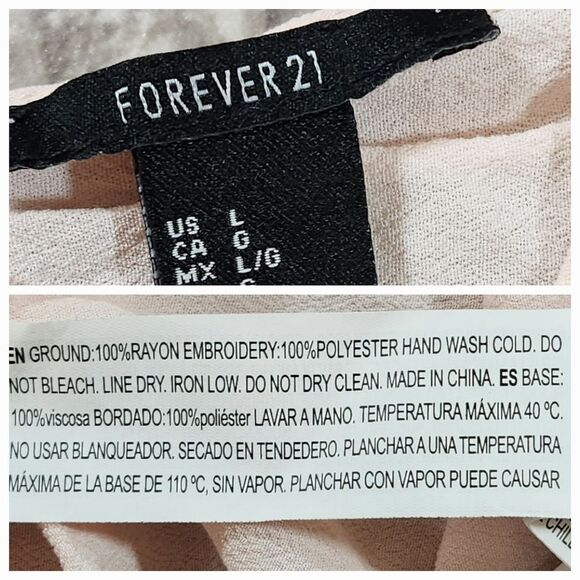 FOREVER 21
US L
CA G
MX L/G
EN GROUND:100%RAYON EMBROIDERY:100%POLYESTER HAND WASH COLD. DO
NOT BLEACH. LINE DRY. IRON LOW. DO NOT DRY CLEAN. MADE IN CHINA. ES BASE:
100%viscosa BORDADO:100%poliéster LAVAR A MANO. TEMPERATURA MÁXIMA 40 ºC.
NO USAR BLANQUEADOR. SECADO EN TENDEDERO. PLANCHAR A UNA TEMPERATURA
MÁXIMA DE LA BASE DE 110 ºC, SIN VAPOR. PLANCHAR CON VAPOR PUEDE CAUSAR